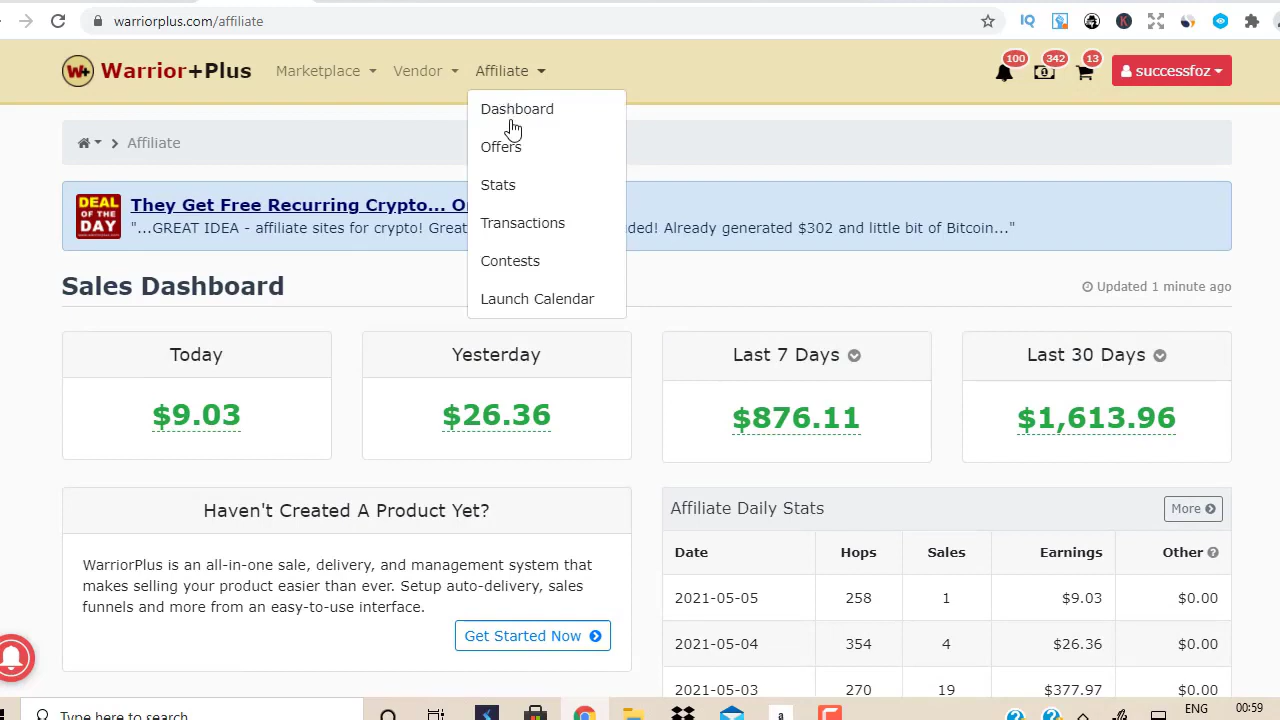 warriorplus.com/affiliate
IQ
K
W+ Warrior+Plus Marketplace Vendor Affiliate 100 342 13 successfoz
Dashboard
Offers
Stats
Transactions
Contests
Launch Calendar
Affiliate
DEAL OF THE DAY
They Get Free Recurring Crypto...
"...GREAT IDEA - affiliate sites for crypto! Great Already generated $302 and little bit of Bitcoin..."
Sales Dashboard Updated 1 minute ago
Today Yesterday Last 7 Days Last 30 Days
$9.03 $26.36 $876.11 $1,613.96
Haven't Created A Product Yet?
WarriorPlus is an all-in-one sale, delivery, and management system that
makes selling your product easier than ever. Setup auto-delivery, sales
funnels and more from an easy-to-use interface.
Get Started Now
Affiliate Daily Stats More
Date Hops Sales Earnings Other
2021-05-05 258 1 $9.03 $0.00
2021-05-04 354 4 $26.36 $0.00
2021-05-03 270 19 $377.97 $0.00
Type here to search
a
ENG
00:59